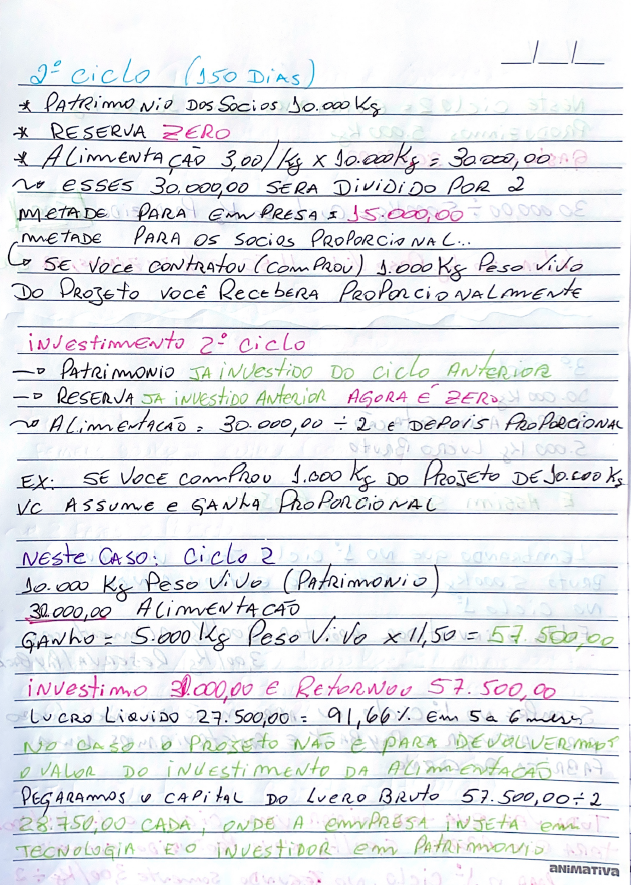 __/__/__
2º Ciclo (150 Dias)
* PATRIMONIO DOS SOCIOS 10.000 Kg
* RESERVA ZERO
* ALIMENTAÇÃO 3,00/Kg x 10.000Kg = 30.000,00
~> ESSES 30.000,00 SERA DIVIDIDO POR 2
METADE PARA EMPRESA = 15.000,00
METADE PARA OS SOCIOS PROPORCIONAL...
↳ SE VOCE CONTRATOU (COMPROU) 1.000 Kg PESO VIVO
DO PROJETO VOCÊ RECEBERA PROPORCIONALMENTE
INVESTIMENTO 2º CICLO
—> PATRIMONIO JA INVESTIDO DO CICLO ANTERIOR
—> RESERVA JA INVESTIDO ANTERIOR AGORA É ZERO
~> ALIMENTACÃO = 30.000,00 ÷ 2 E DEPOIS PROPORCIONAL
EX: SE VOCE COMPROU 1.000 Kg DO PROJETO DE 10.000 Kg
VC ASSUME e GANHA PROPORCIONAL
NESTE CASO: CICLO 2
10.000 Kg PESO VIVO (PATRIMONIO)
30.000,00 ALIMENTACÃO
GANHO = 5.000 Kg PESO VIVO x 11,50 = 57.500,00
INVESTIMO 30.000,00 E RETORNOU 57.500,00
LUCRO LIQUIDO 27.500,00 = 91,66% EM 5 a 6 meses
NO CASO O PROJETO NÃO É PARA DEVOLVERMOS
O VALOR DO INVESTIMENTO DA ALIMENTACÃO
PEGARAMOS O CAPITAL DO LUCRO BRUTO 57.500,00 ÷ 2
28.750,00 CADA, ONDE A EMPRESA INJETA EM
TECNOLOGIA E O INVESTIDOR EM PATRIMONIO
ANIMATIVA